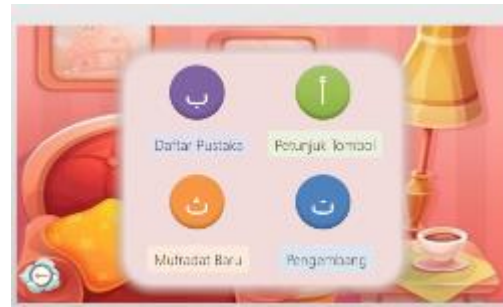 ب أ
Daftar Pustaka Petunjuk Tombol
ث ت
Mufradat Baru Pengembang